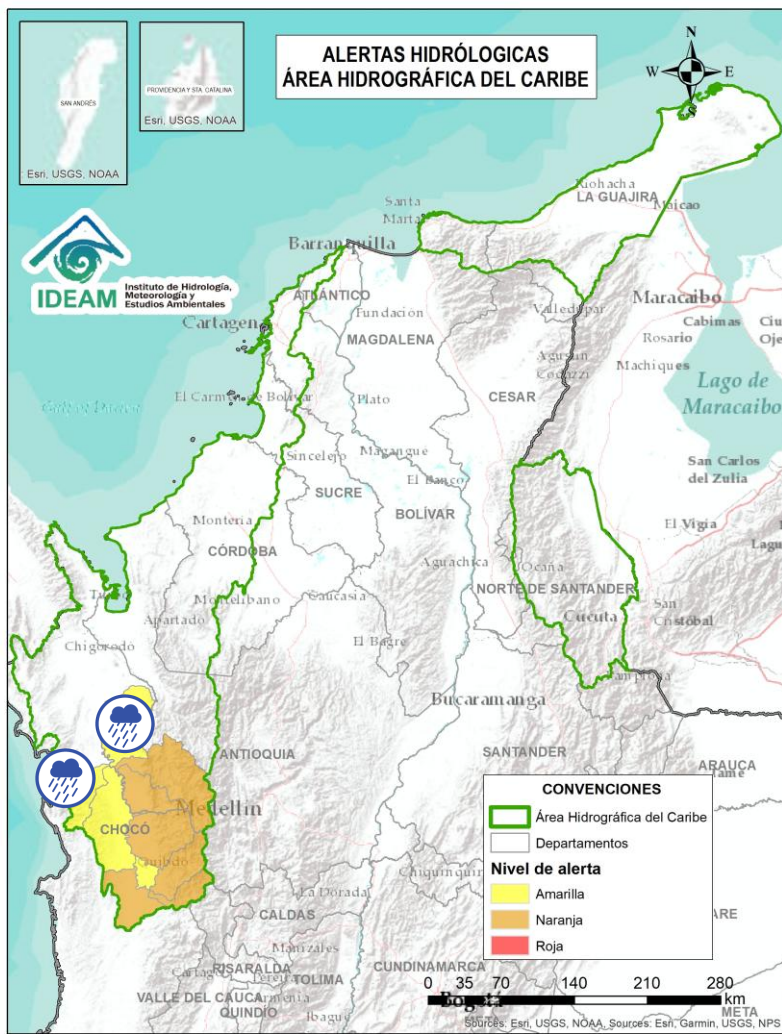 ALERTAS HIDRÓLOGICAS
ÁREA HIDROGRÁFICA DEL CARIBE
N
W
E
S
SAN ANDRÉS
Esri, USGS, NOAA
PROVIDENCIA Y STA. CATALINA
Esri, USGS, NOAA
IDEAM
Instituto de Hidrología,
Meteorología y
Estudios Ambientales
Riohacha
LA GUAJIRA
Maicao
Santa
Marta
Barranquilla
ATLÁNTICO
Cartagena
Fundación
Valledupar
Maracaibo
Cabimas
Rosario
MAGDALENA
Agustín
Codazzi
Machiques
CESAR
Lago de
Maracaibo
El Carmen de Bolívar
Plato
Sincelejo
Magangue
San Carlos
del Zulia
SUCRE
El Banco
BOLÍVAR
Montería
El Vigía
CÓRDOBA
Aguachica
Ocaña
NORTE DE SANTANDER
Montelibano
Caucasia
Apartado
Cucuta
San
Cristóbal
Chigorodó
El Bagre
Bucaramanga
ANTIOQUIA
SANTANDER
ARAUCA
Medellín
CHOCÓ
Quibdó
CONVENCIONES
Área Hidrográfica del Caribe
Departamentos
Nivel de alerta
Amarilla
Naranja
Roja
La Dorada
CALDAS
Manizales
RISARALDA
TOLIMA
CUNDINAMARCA
VALLE DEL CAUCA
Armenia
QUINDÍO
Ibague
Bogotá
META
META
0 35 70 140 210 280
km
Sources: Esri, USGS, NOAA, Sources: Esri, Garmin, USGS, NPS